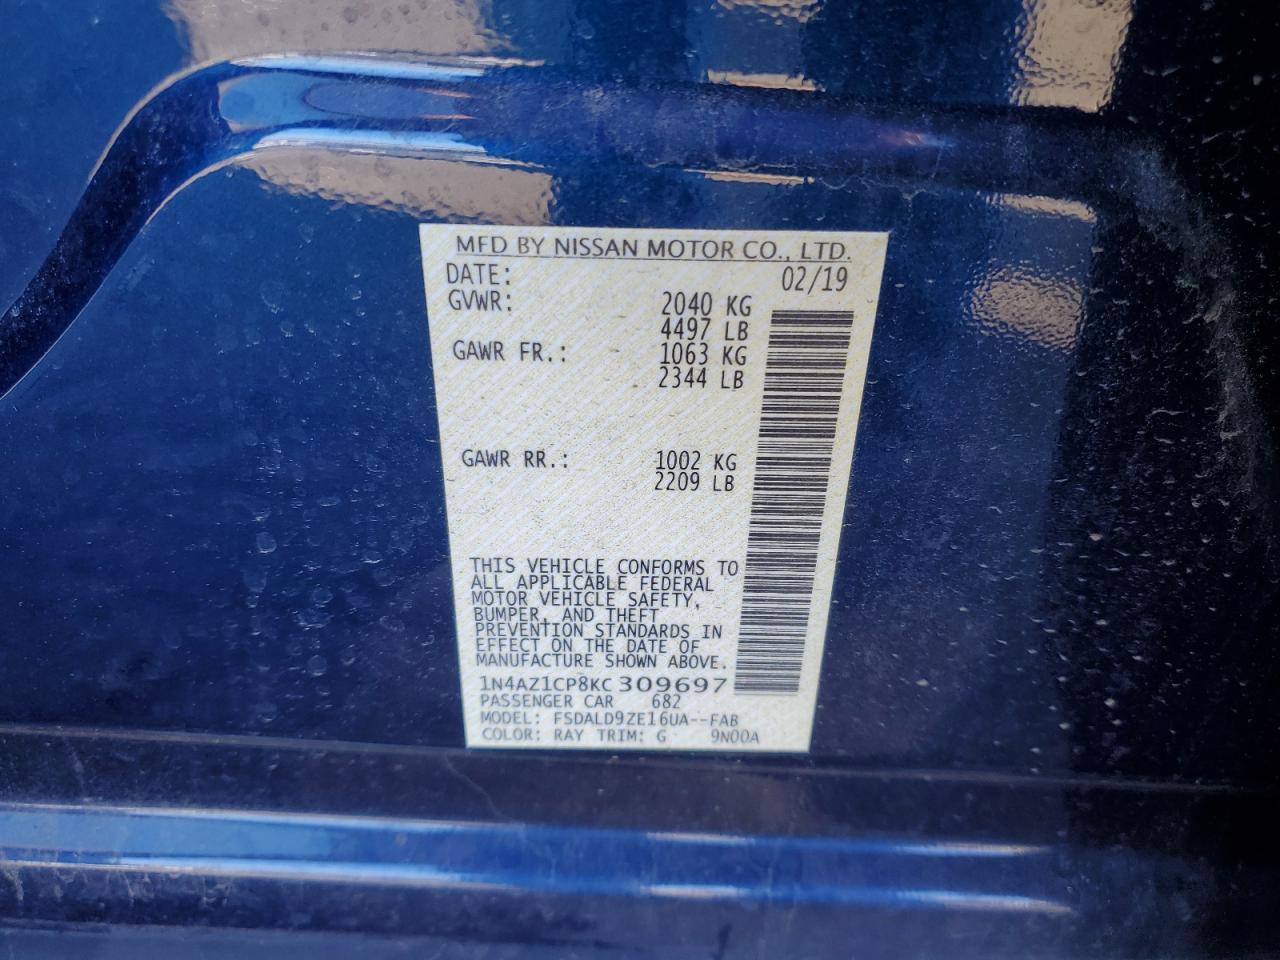 MFD BY NISSAN MOTOR CO., LTD.
DATE: 02/19
GVWR: 2040 KG
4497 LB
GAWR FR.: 1063 KG
2344 LB
GAWR RR.: 1002 KG
2209 LB
THIS VEHICLE CONFORMS TO
ALL APPLICABLE FEDERAL
MOTOR VEHICLE SAFETY,
BUMPER, AND THEFT
PREVENTION STANDARDS IN
EFFECT ON THE DATE OF
MANUFACTURE SHOWN ABOVE.
1N4AZ1CP8KC309697
PASSENGER CAR 682
MODEL: FSDALD9ZE16UA--FAB
COLOR: RAY TRIM: G 9N00A